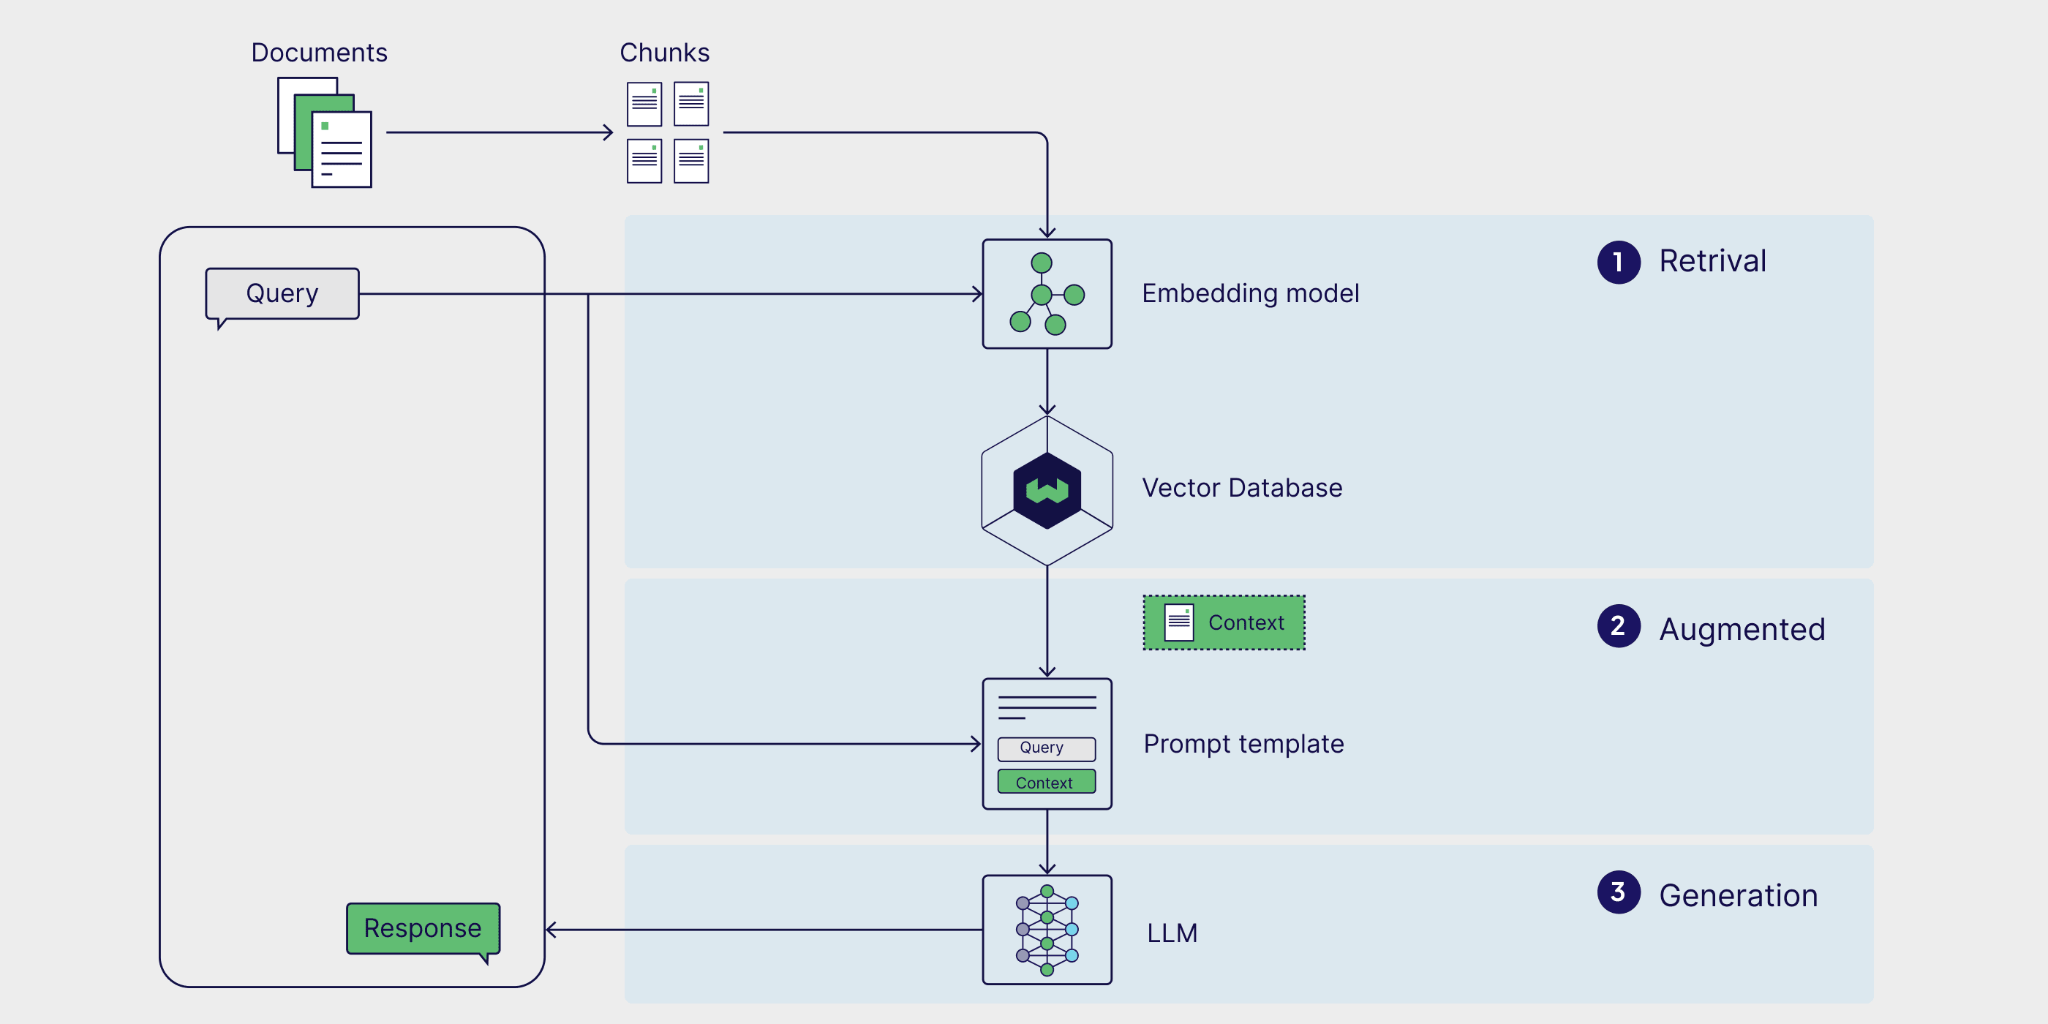 Documents
Chunks
Query
Embedding model
1 Retrival
Vector Database
Context
2 Augmented
Query
Context
Prompt template
Response
LLM
3 Generation